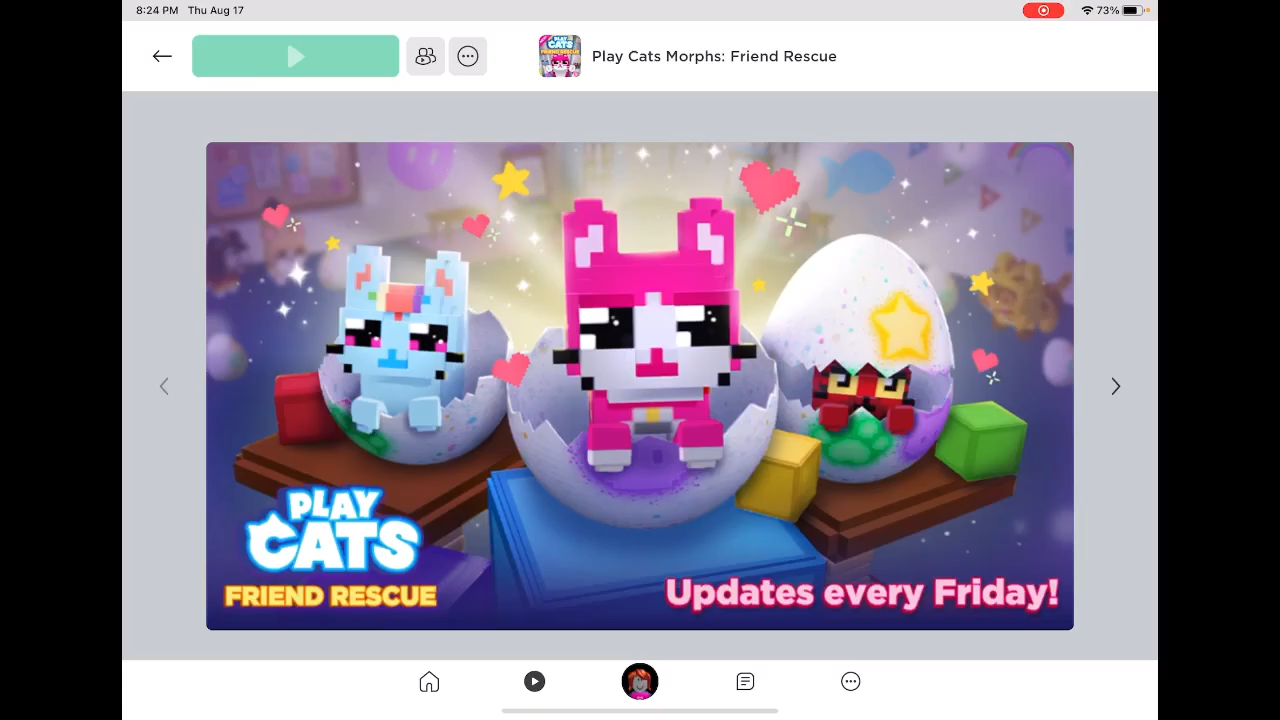 8:24 PM Thu Aug 17
73%
Play Cats Morphs: Friend Rescue
PLAY
CATS
FRIEND RESCUE
Updates every Friday!